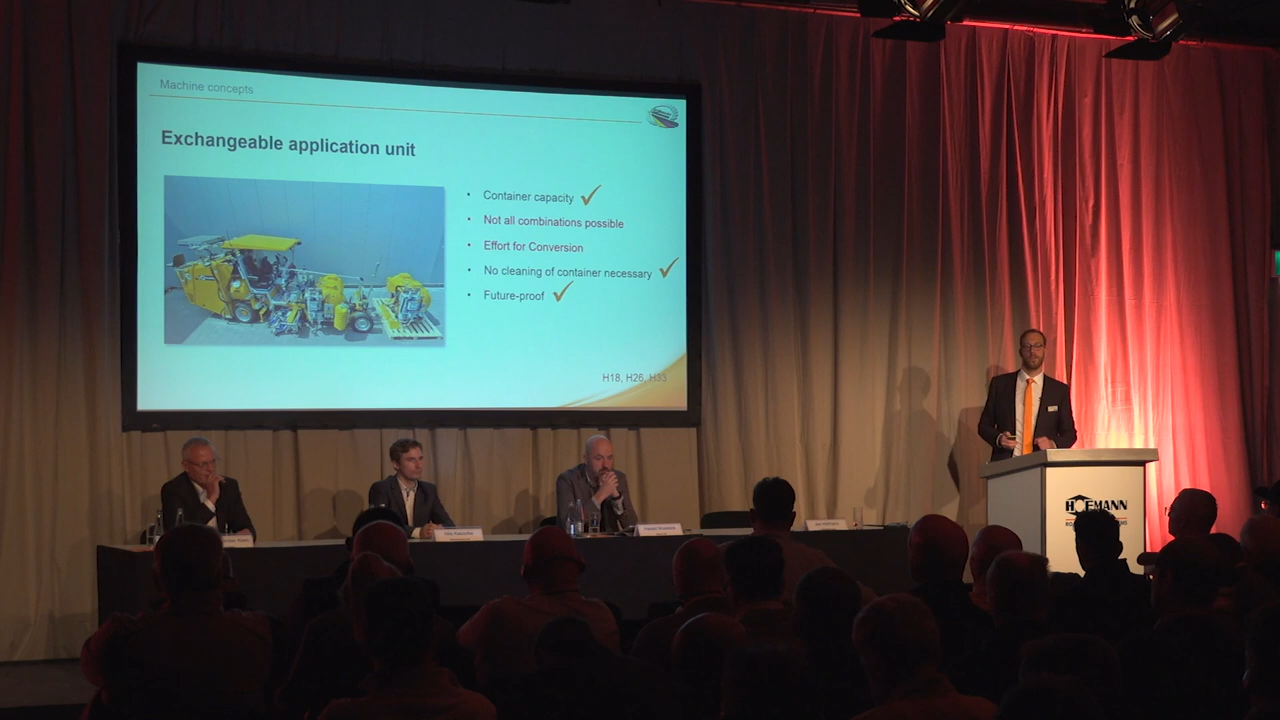 Machine concepts
Exchangeable application unit
• Container capacity
• Not all combinations possible
• Effort for Conversion
• No cleaning of container necessary
• Future-proof
H18, H26, H33
HOFMANN